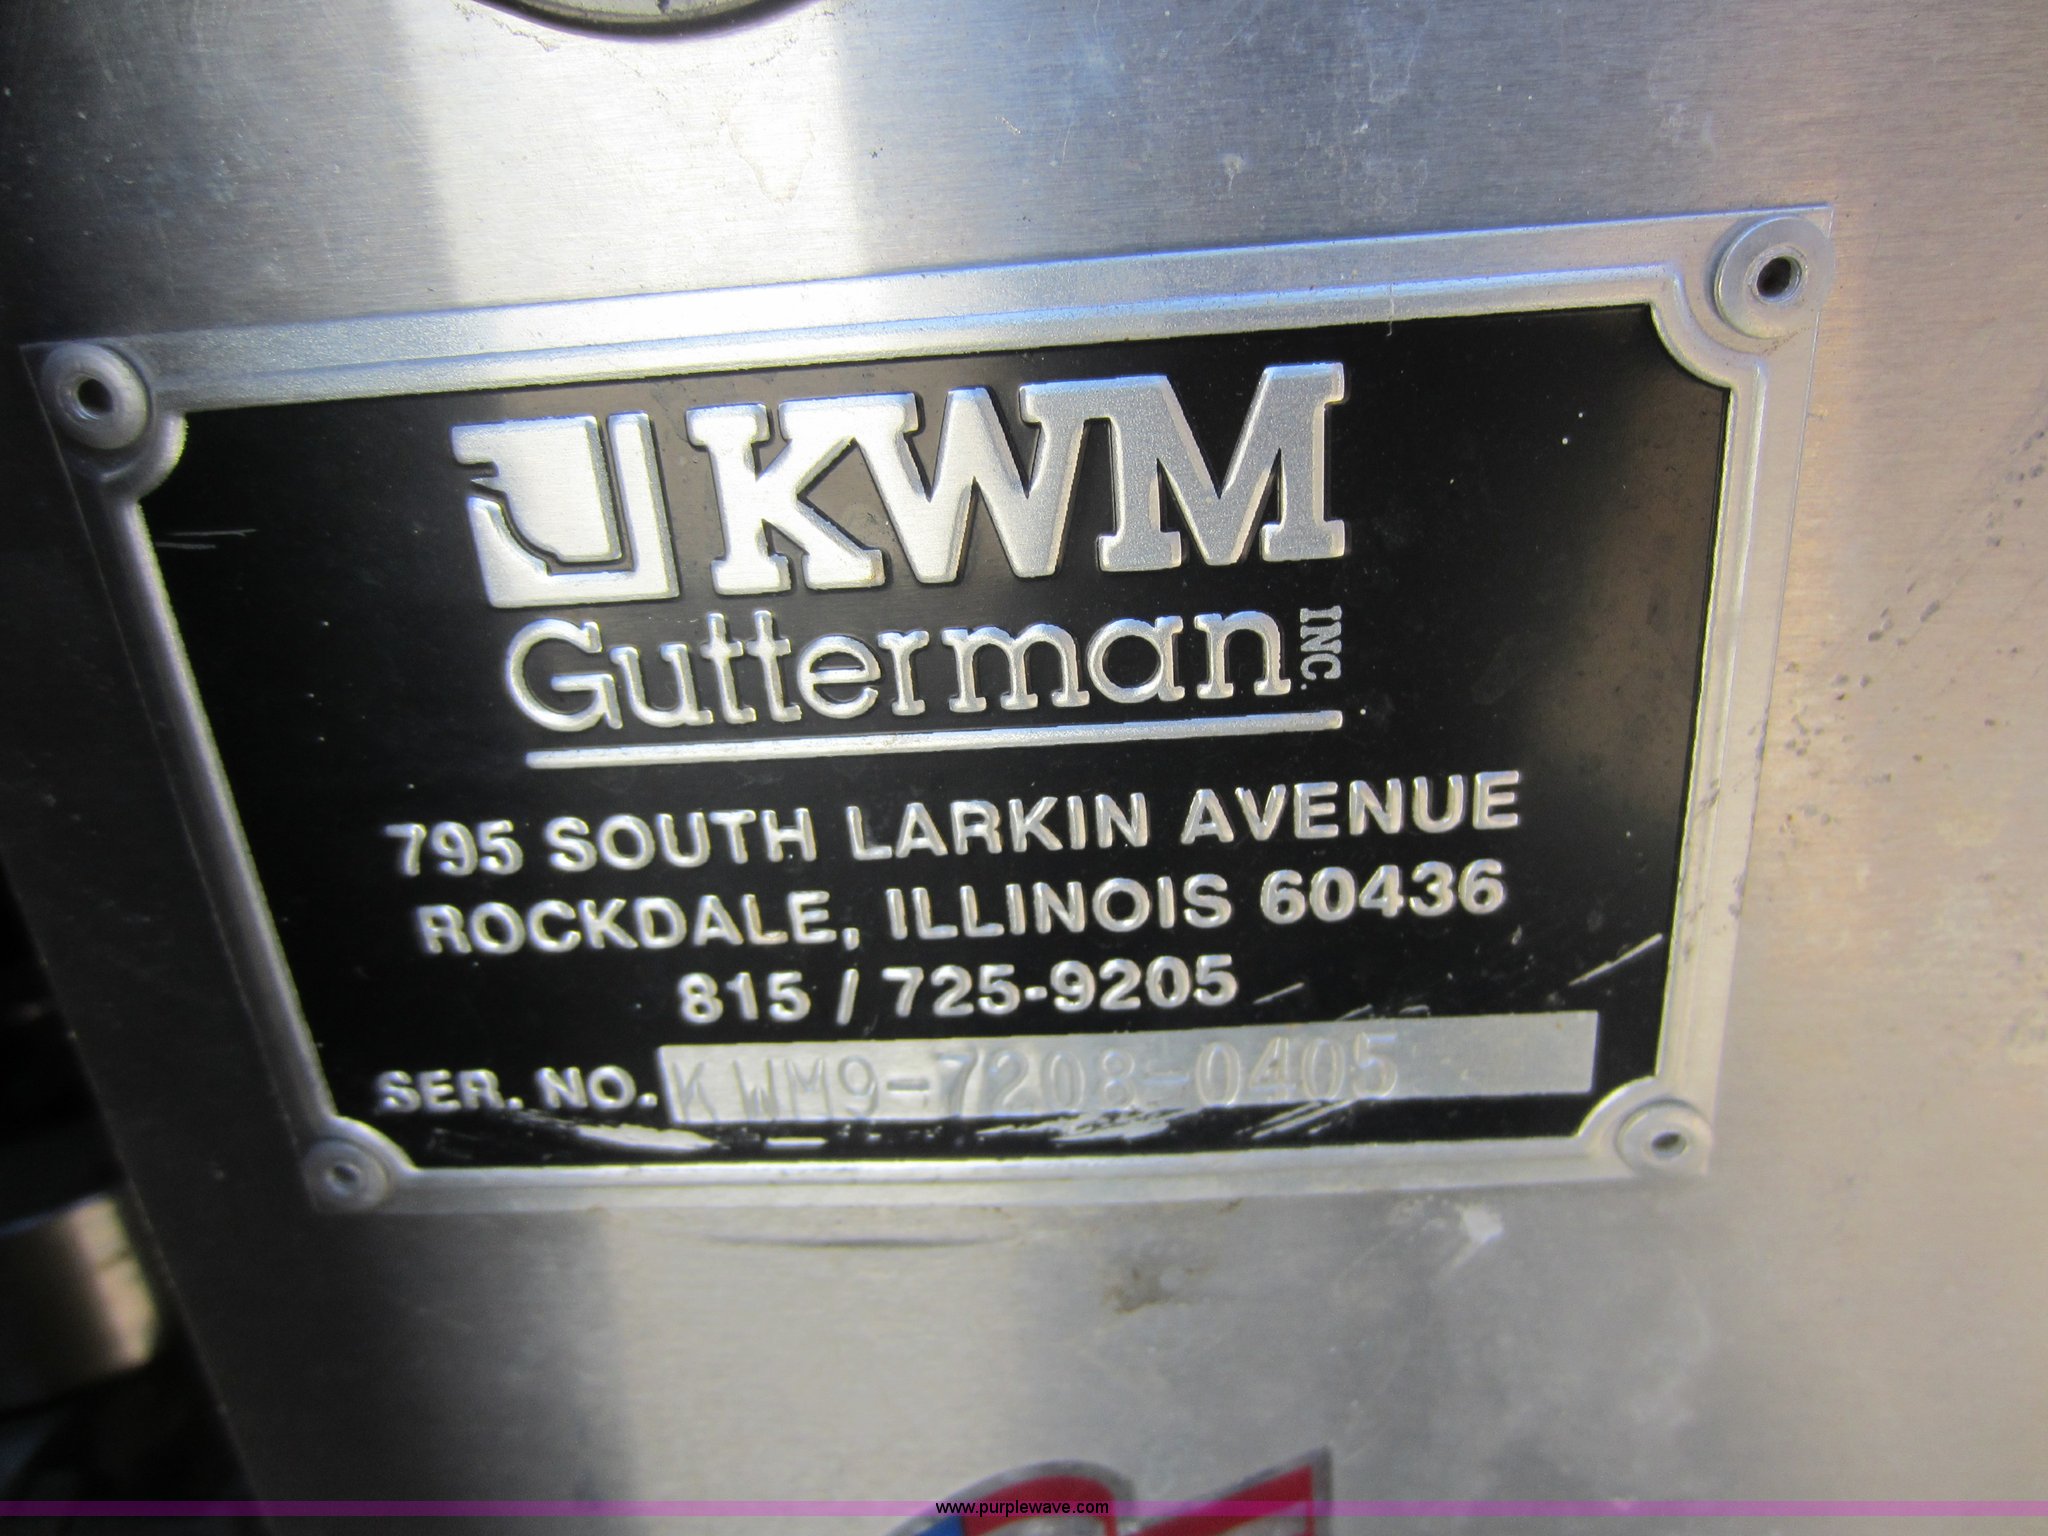 KWM
Gutterman INC.
795 SOUTH LARKIN AVENUE
ROCKDALE, ILLINOIS 60436
815 / 725-9205
SER. NO. KWM9-7208-0405
www.purplewave.com